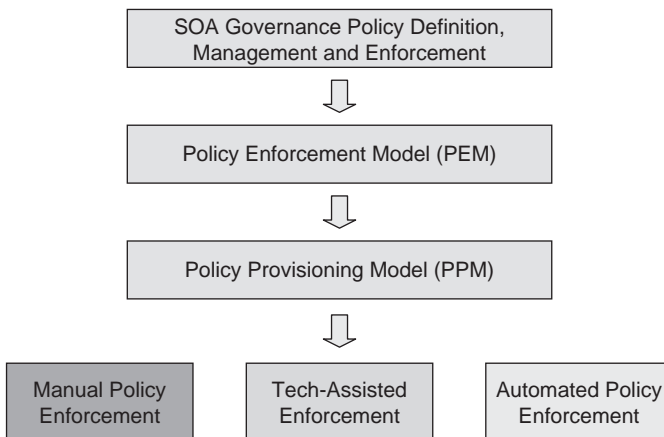 SOA Governance Policy Definition,
Management and Enforcement
Policy Enforcement Model (PEM)
Policy Provisioning Model (PPM)
Manual Policy
Enforcement
Tech-Assisted
Enforcement
Automated Policy
Enforcement